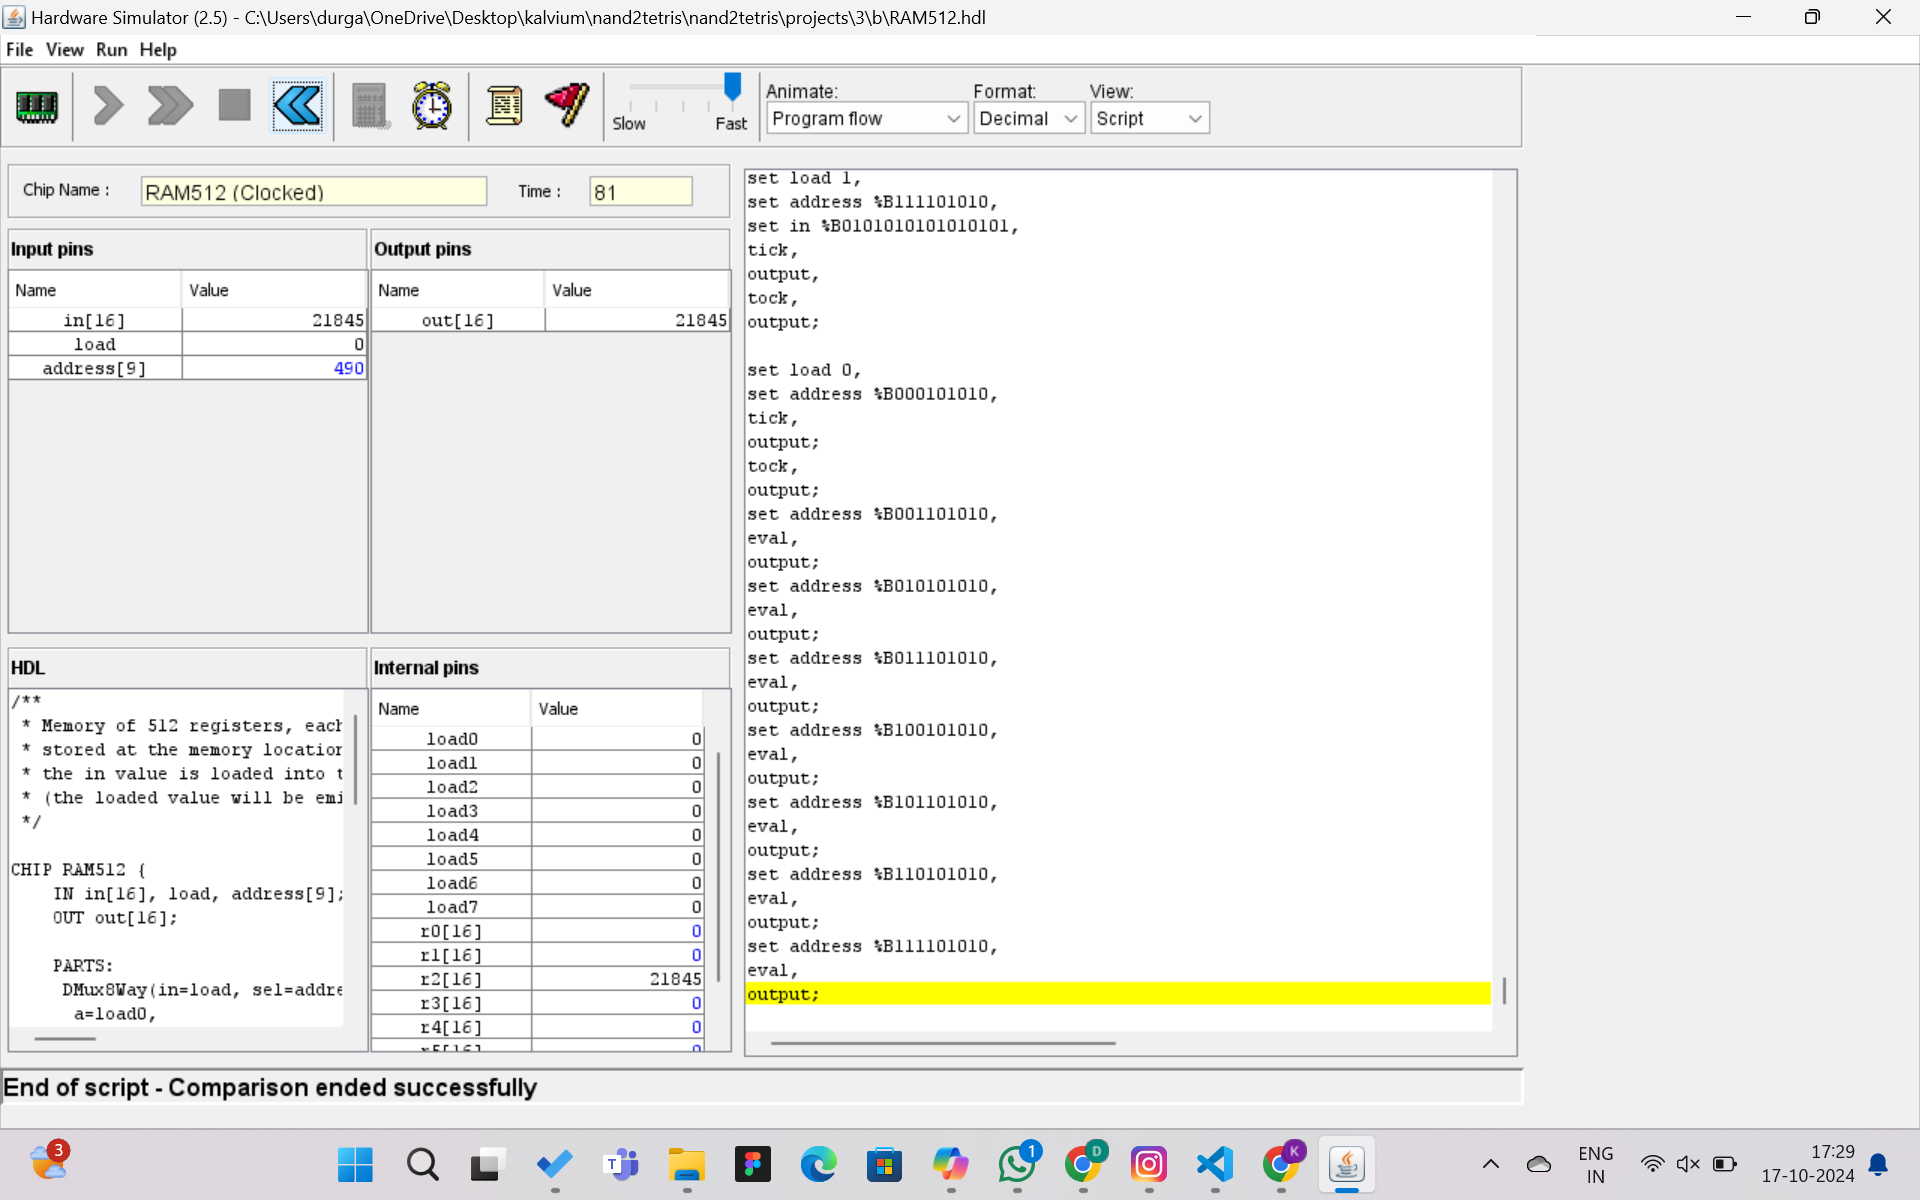 Hardware Simulator (2.5) - C:\Users\durga\OneDrive\Desktop\kalvium\nand2tetris\nand2tetris\projects\3\b\RAM512.hdl
File View Run Help
Slow Fast
Animate:
Program flow
Format:
Decimal
View:
Script
Chip Name :
RAM512 (Clocked)
Time :
81
Input pins
Name Value
in[16] 21845
load 0
address[9] 490
Output pins
Name Value
out[16] 21845
HDL
/**
* Memory of 512 registers, each
* stored at the memory location
* the in value is loaded into t
* (the loaded value will be emi
*/
CHIP RAM512 {
IN in[16], load, address[9];
OUT out[16];
PARTS:
DMux8Way(in=load, sel=addre
a=load0,
Internal pins
Name Value
load0 0
load1 0
load2 0
load3 0
load4 0
load5 0
load6 0
load7 0
r0[16] 0
r1[16] 0
r2[16] 21845
r3[16] 0
r4[16] 0
r5[16] 0
set load 1,
set address %B111101010,
set in %B0101010101010101,
tick,
output,
tock,
output;
set load 0,
set address %B000101010,
tick,
output;
tock,
output;
set address %B001101010,
eval,
output;
set address %B010101010,
eval,
output;
set address %B011101010,
eval,
output;
set address %B100101010,
eval,
output;
set address %B101101010,
eval,
output;
set address %B110101010,
eval,
output;
set address %B111101010,
eval,
output;
End of script - Comparison ended successfully
3
T
1
D
K
ENG
IN
17:29
17-10-2024